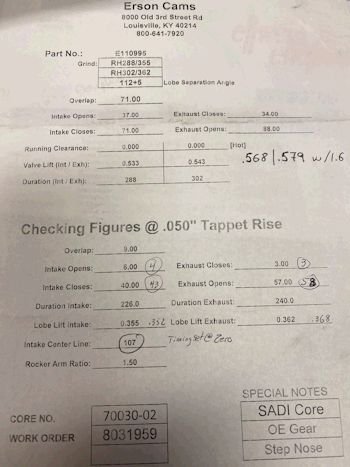 Erson Cams
8000 Old 3rd Street Rd
Louisville, KY 40214
800-641-7920
Part No.: E110995
Grind: RH288/355
RH302/362
112+5 Lobe Separation Angle
Overlap: 71.00
Intake Opens: 37.00 Exhaust Closes: 34.00
Intake Closes: 71.00 Exhaust Opens: 88.00
Running Clearance: 0.000 0.000 (Hot)
Valve Lift (Int / Exh): 0.533 0.543 .568 | .579 w/1.6
Duration (Int / Exh): 288 302
Checking Figures @ .050" Tappet Rise
Overlap: 9.00
Intake Opens: 6.00 4 Exhaust Closes: 3.00 3
Intake Closes: 40.00 43 Exhaust Opens: 57.00 58
Duration Intake: 226.0 Duration Exhaust: 240.0
Lobe Lift Intake: 0.355 .352 Lobe Lift Exhaust: 0.362 .368
Intake Center Line: 107 Timing Set @ Zero
Rocker Arm Ratio: 1.50
SPECIAL NOTES
CORE NO. 70030-02 SADI Core
WORK ORDER 8031959 OE Gear
Step Nose